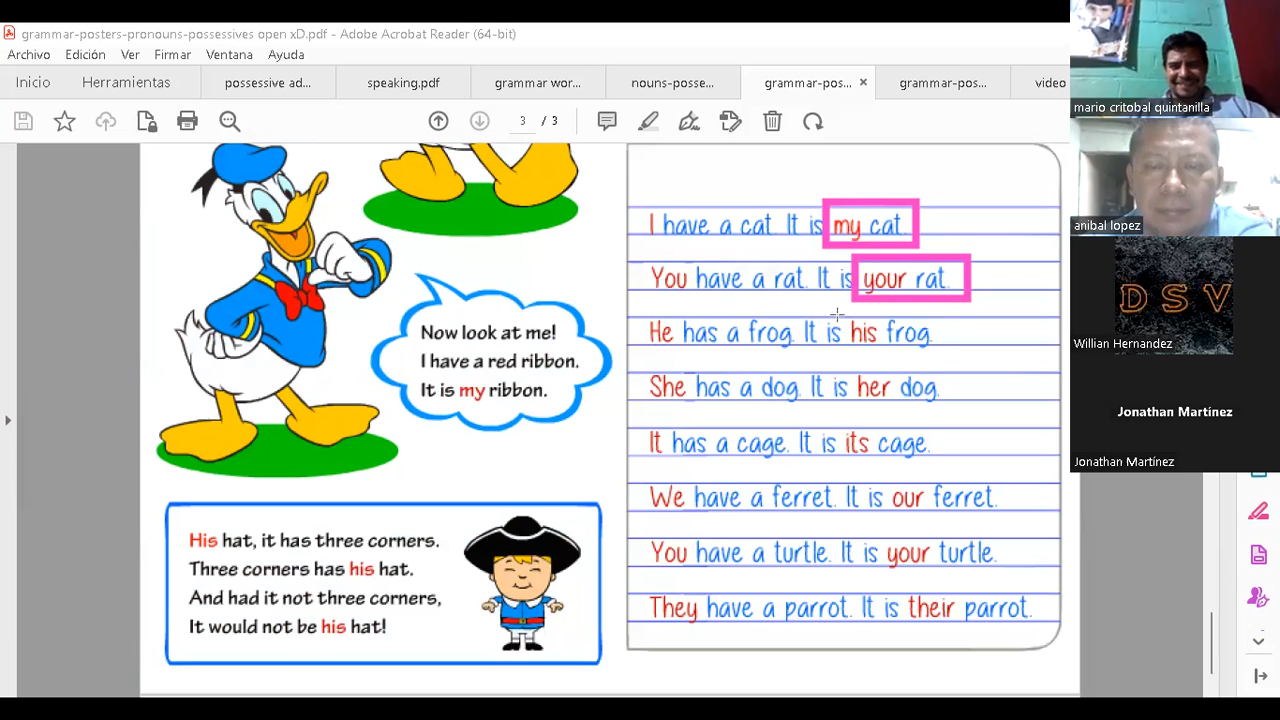 grammar-posters-pronouns-possessives open xD.pdf - Adobe Acrobat Reader (64-bit)
Archivo Edición Ver Firmar Ventana Ayuda
Inicio Herramientas possessive ad... speaking.pdf grammar wor... nouns-posse... grammar-pos... × grammar-pos... video
3 / 3
Now look at me!
I have a red ribbon.
It is my ribbon.
His hat, it has three corners.
Three corners has his hat.
And had it not three corners,
It would not be his hat!
I have a cat. It is my cat.
You have a rat. It is your rat.
He has a frog. It is his frog.
She has a dog. It is her dog.
It has a cage. It is its cage.
We have a ferret. It is our ferret.
You have a turtle. It is your turtle.
They have a parrot. It is their parrot.
mario critobal quintanilla
anibal lopez
DSV
Willian Hernandez
Jonathan Martínez
Jonathan Martínez